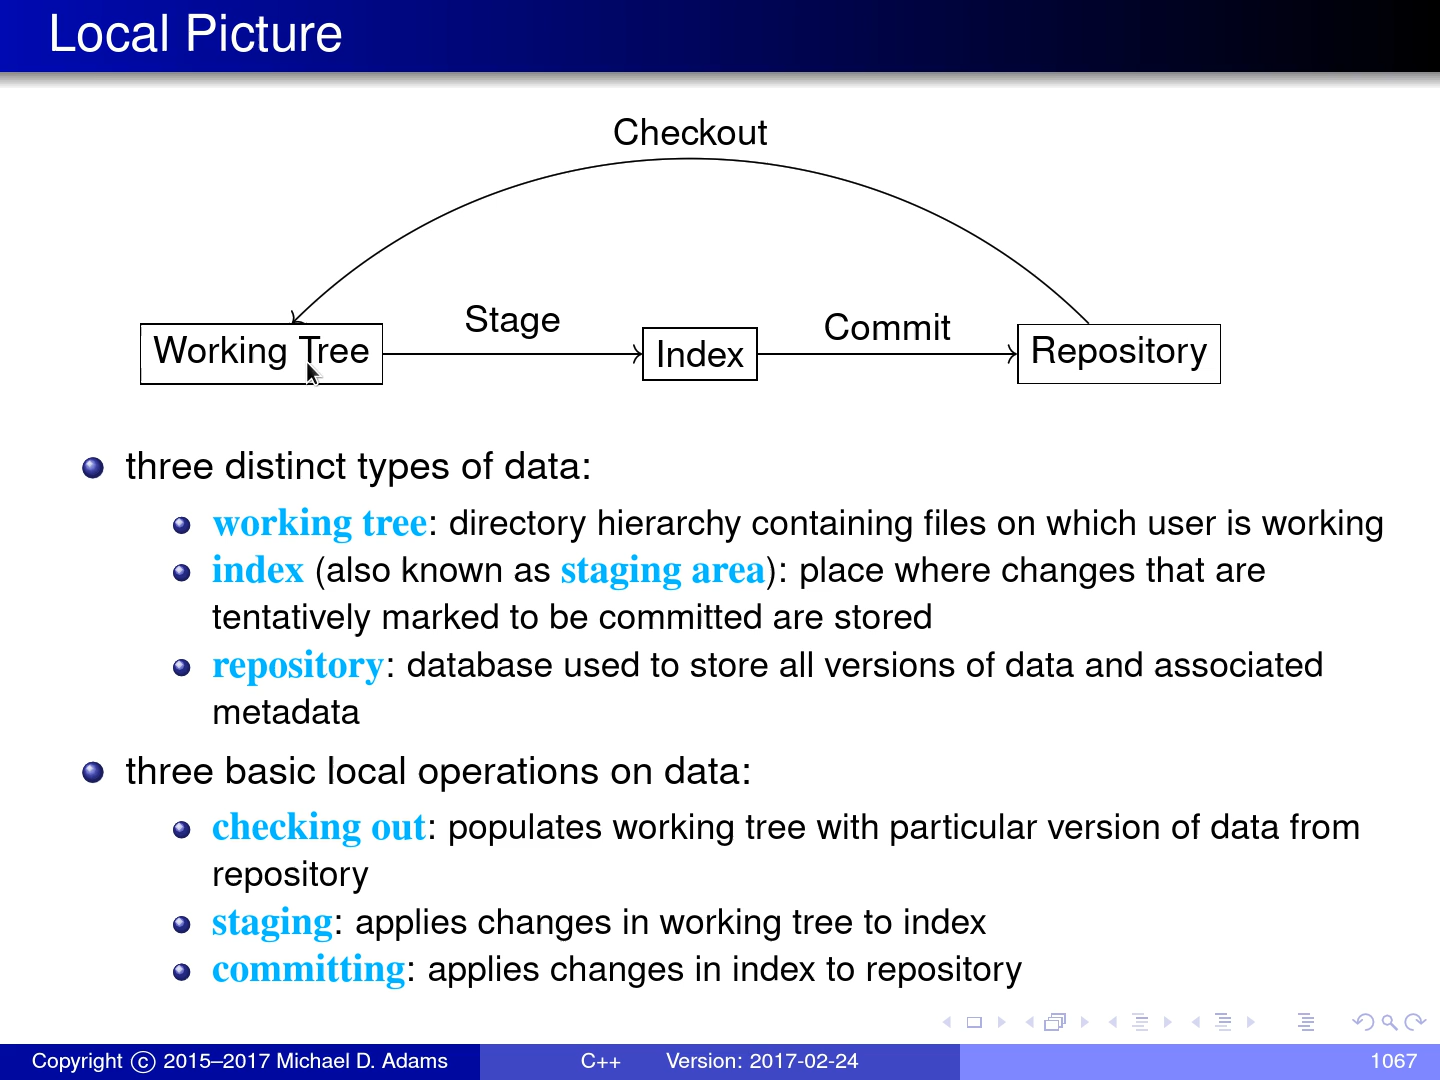 Local Picture
Checkout
Stage
Commit
Working Tree
Index
Repository
three distinct types of data:
working tree: directory hierarchy containing files on which user is working
index (also known as staging area): place where changes that are
tentatively marked to be committed are stored
repository: database used to store all versions of data and associated
metadata
three basic local operations on data:
checking out: populates working tree with particular version of data from
repository
staging: applies changes in working tree to index
committing: applies changes in index to repository
Copyright © 2015–2017 Michael D. Adams
C++
Version: 2017-02-24
1067